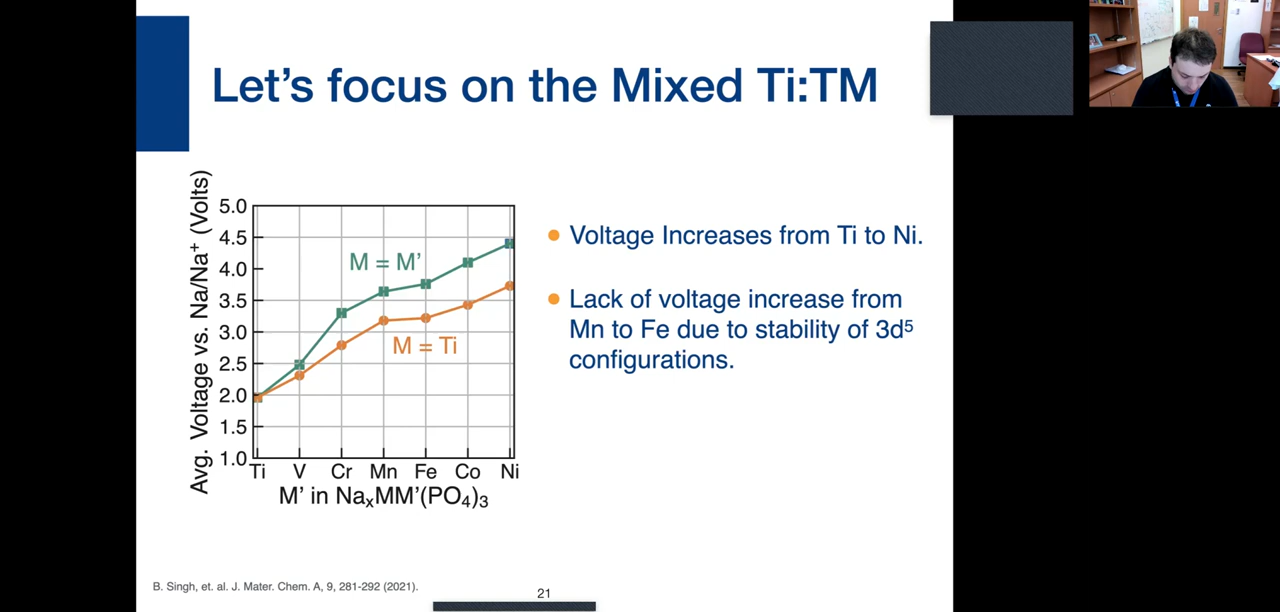 Let's focus on the Mixed Ti:TM
Avg. Voltage vs. Na/Na⁺ (Volts)
5.0
4.5
4.0
3.5
3.0
2.5
2.0
1.5
1.0
M = M'
M = Ti
Ti V Cr Mn Fe Co Ni
M' in NaₓMM'(PO₄)₃
Voltage Increases from Ti to Ni.
Lack of voltage increase from
Mn to Fe due to stability of 3d⁵
configurations.
B. Singh, et. al. J. Mater. Chem. A, 9, 281-292 (2021).
21